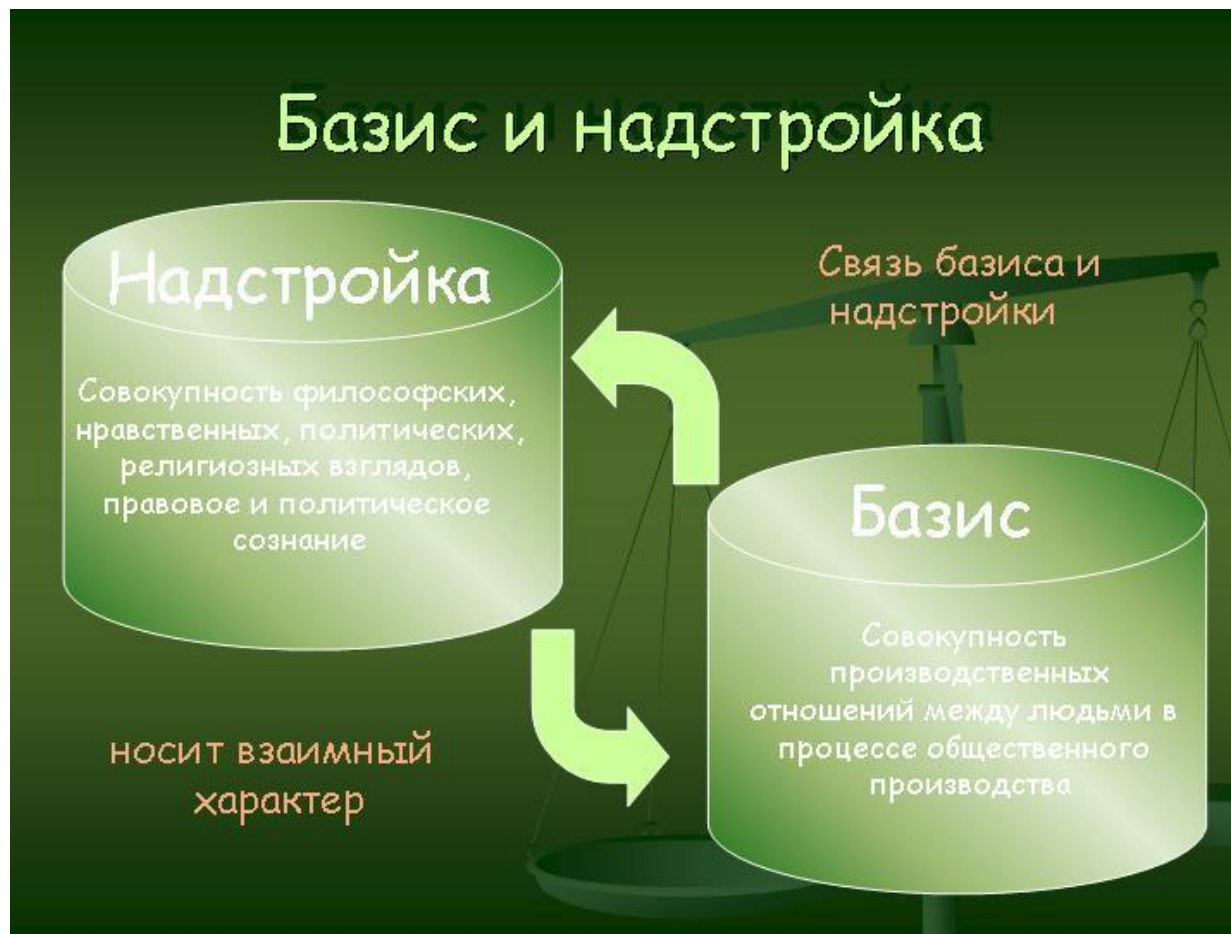 Базис и надстройка
Надстройка
Совокупность философских,
нравственных, политических,
религиозных взглядов,
правовое и политическое
сознание
Связь базиса и
надстройки
носит взаимный
характер
Базис
Совокупность
производственных
отношений между людьми в
процессе общественного
производства